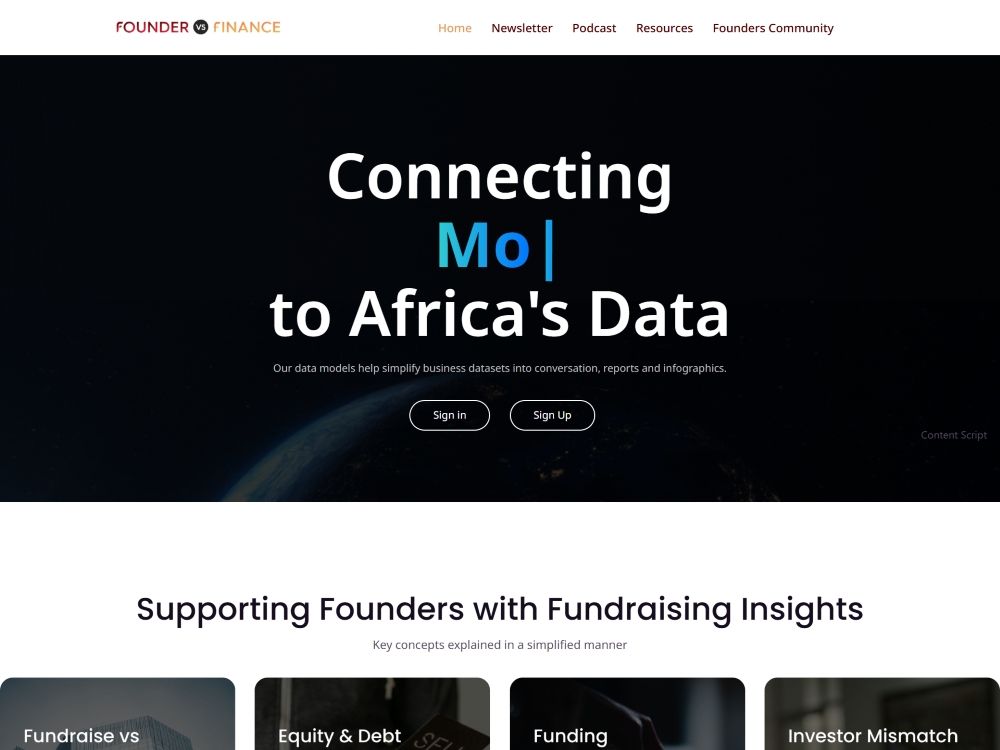 FOUNDER VS FINANCE
Home Newsletter Podcast Resources Founders Community
Connecting
Mo|
to Africa's Data
Our data models help simplify business datasets into conversation, reports and infographics.
Sign in Sign Up
Content Script
Supporting Founders with Fundraising Insights
Key concepts explained in a simplified manner
Fundraise vs Equity & Debt Funding Investor Mismatch
SELL